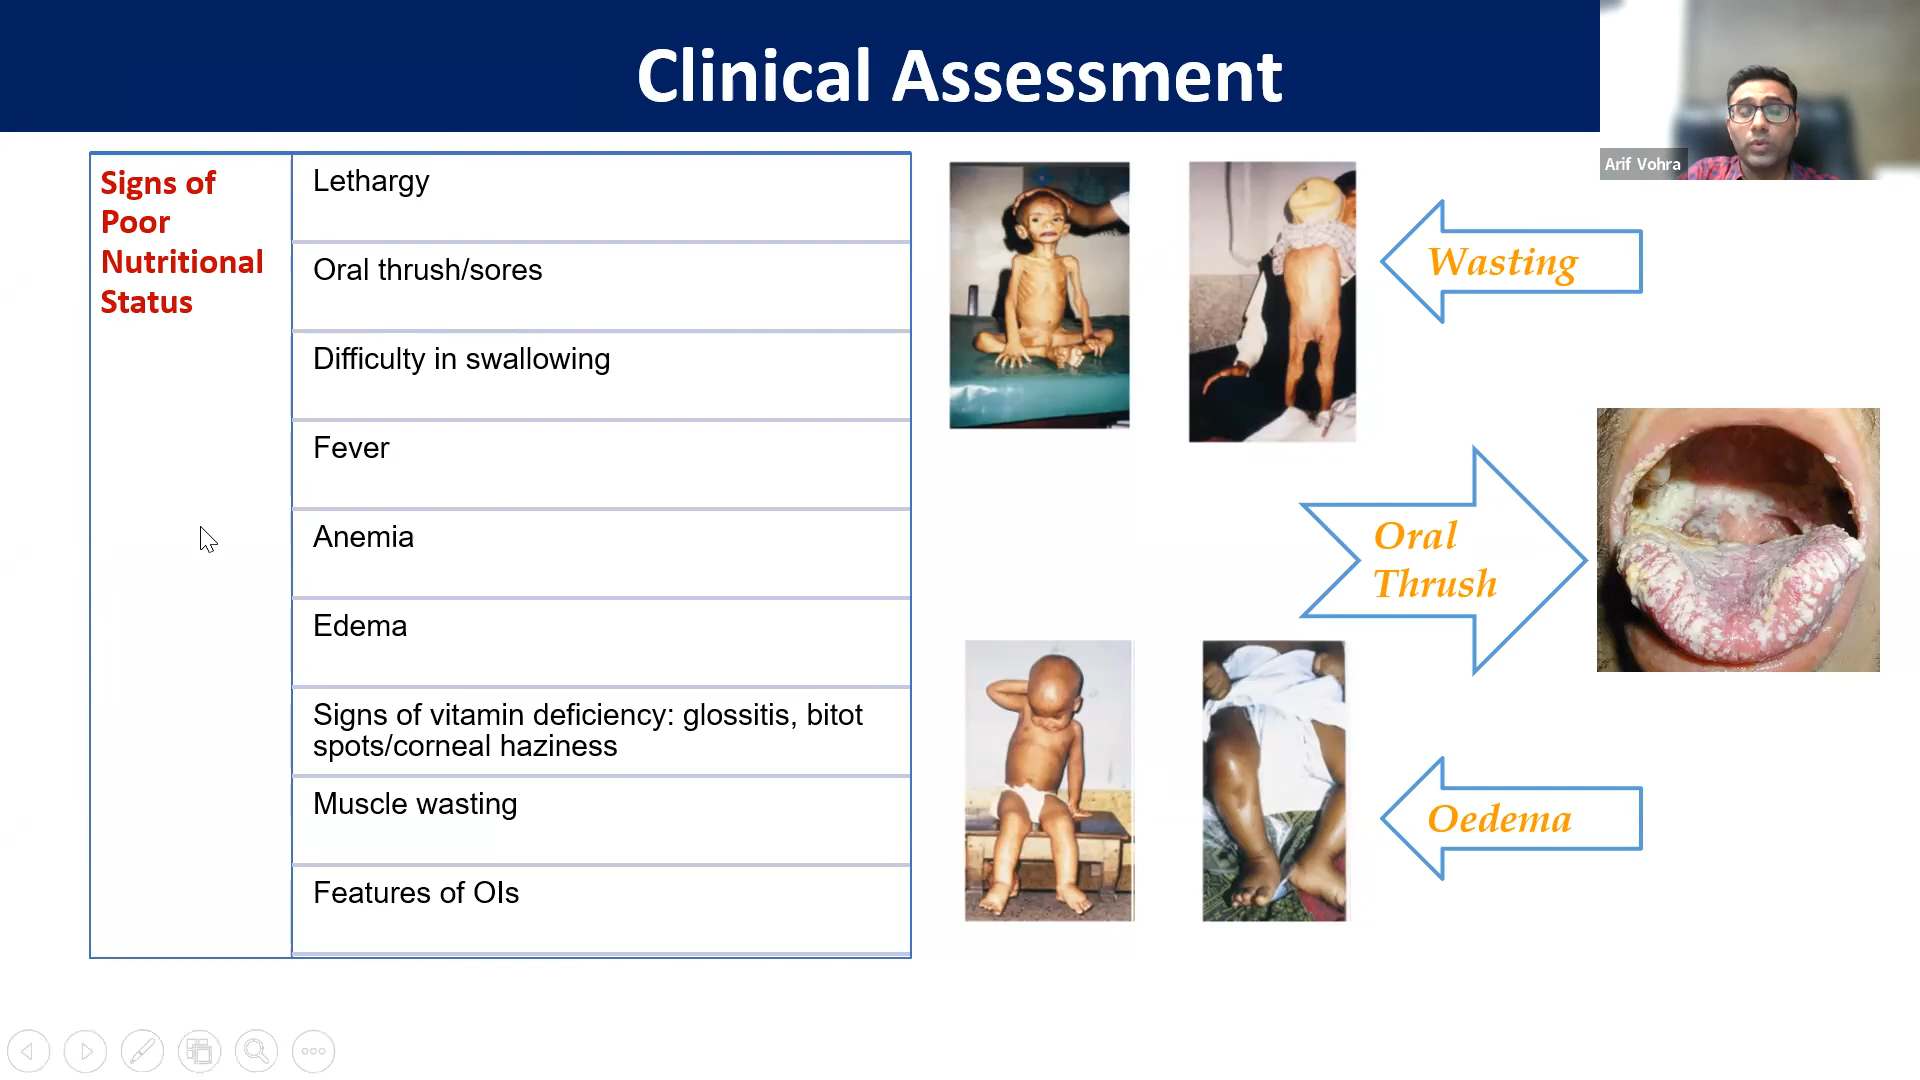 Clinical Assessment
Arif Vohra
Signs of
Poor
Nutritional
Status
Lethargy
Oral thrush/sores
Difficulty in swallowing
Fever
Anemia
Edema
Signs of vitamin deficiency: glossitis, bitot
spots/corneal haziness
Muscle wasting
Features of OIs
Wasting
Oral
Thrush
Oedema